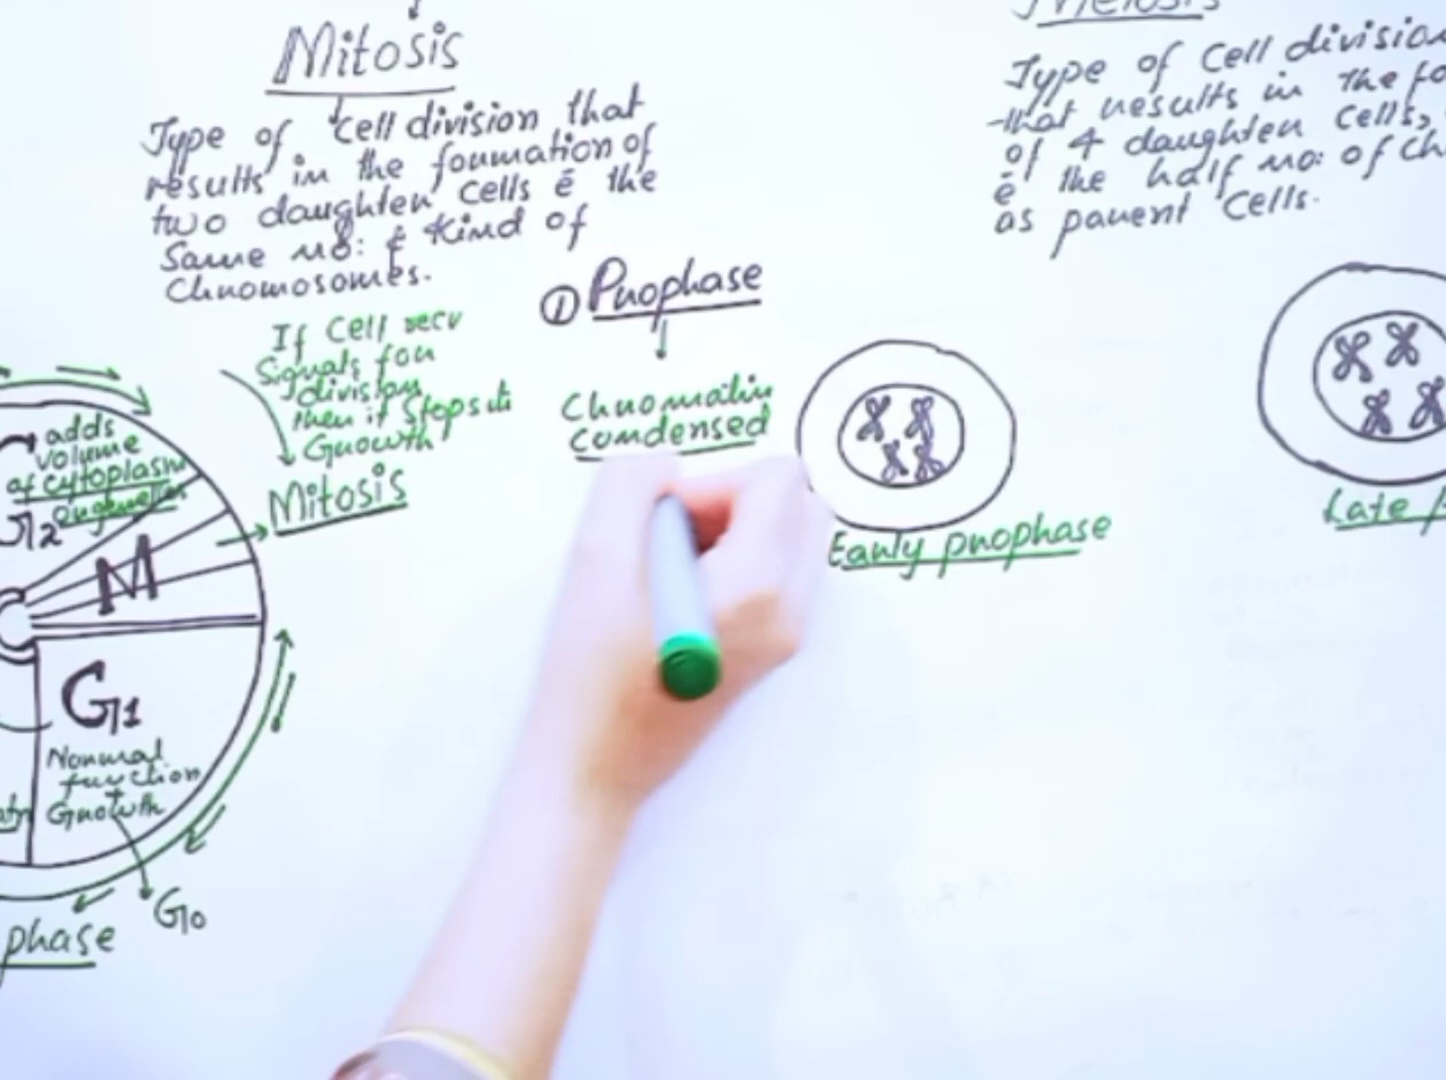 Mitosis
Type of cell division that
results in the formation of
two daughter cells ē the
Same no: & kind of
Chromosomes.
Meiosis
Type of cell division
-that results in the
of 4 daughter cells,
ē the half no: of
as parent cells.
① Prophase
Chromatin
condensed
Early prophase
Late
If Cell recv
Signals for
division
then it stops its
Growth
Mitosis
adds
volume
of cytoplasm
organelles
G2
M
G1
Normal
function
Growth
G0
phase